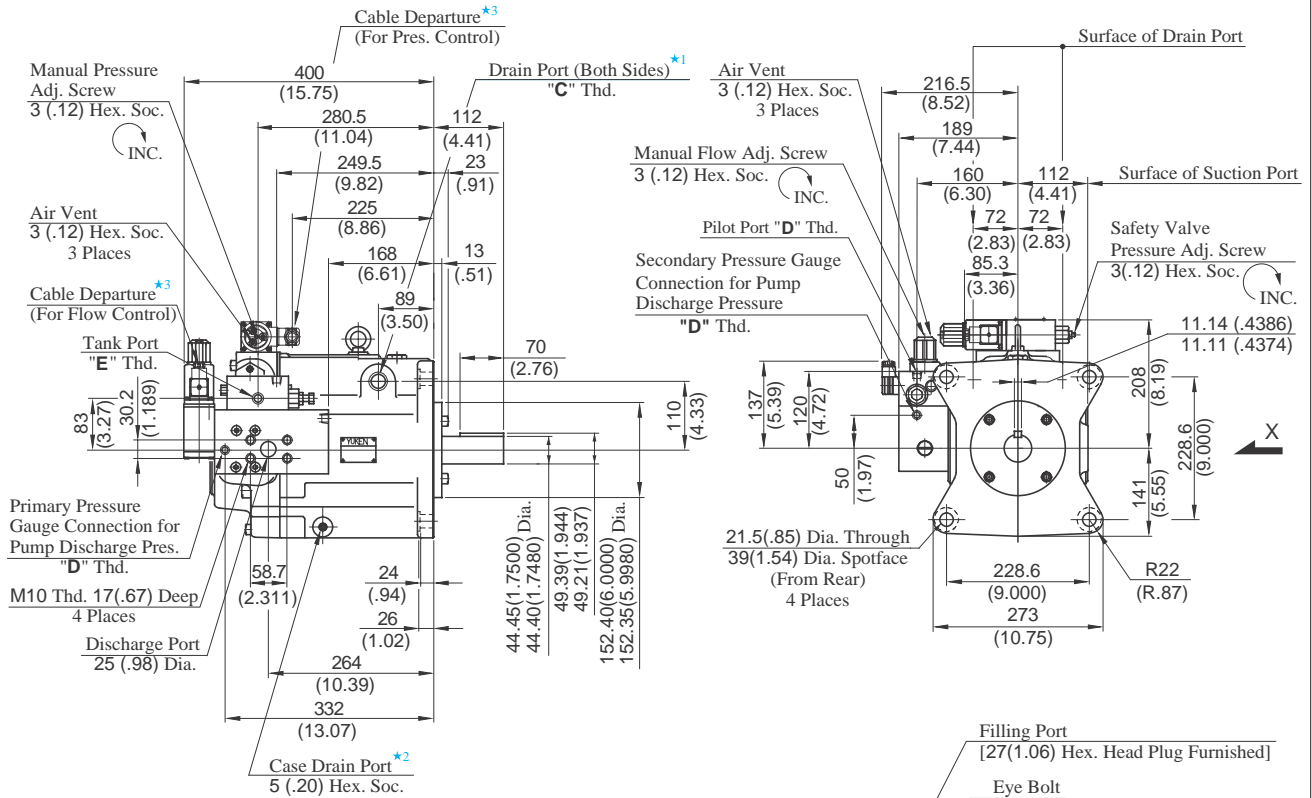 Cable Departure★3
(For Pres. Control)
Manual Pressure
Adj. Screw
3 (.12) Hex. Soc.
INC.
400
(15.75)
Drain Port (Both Sides)★1
"C" Thd.
280.5
(11.04)
112
(4.41)
249.5
(9.82)
23
(.91)
225
(8.86)
168
(6.61)
13
(.51)
89
(3.50)
Air Vent
3 (.12) Hex. Soc.
3 Places
Cable Departure★3
(For Flow Control)
Tank Port
"E" Thd.
70
(2.76)
83
(3.27)
30.2
(1.189)
110
(4.33)
YUKEN
Primary Pressure
Gauge Connection for
Pump Discharge Pres.
"D" Thd.
M10 Thd. 17(.67) Deep
4 Places
Discharge Port
25 (.98) Dia.
58.7
(2.311)
24
(.94)
26
(1.02)
264
(10.39)
332
(13.07)
Case Drain Port★2
5 (.20) Hex. Soc.
44.45(1.7500) Dia.
44.40(1.7480)
49.39(1.944)
49.21(1.937)
152.40(6.0000) Dia.
152.35(5.9980)
Surface of Drain Port
Air Vent
3 (.12) Hex. Soc.
3 Places
216.5
(8.52)
189
(7.44)
Manual Flow Adj. Screw
3 (.12) Hex. Soc.
INC.
160
(6.30)
112
(4.41)
Surface of Suction Port
Pilot Port "D" Thd.
72
(2.83)
72
(2.83)
Safety Valve
Pressure Adj. Screw
3(.12) Hex. Soc.
INC.
Secondary Pressure Gauge
Connection for Pump
Discharge Pressure
"D" Thd.
85.3
(3.36)
11.14 (.4386)
11.11 (.4374)
137
(5.39)
120
(4.72)
50
(1.97)
208
(8.19)
228.6
(9.000)
141
(5.55)
X
21.5(.85) Dia. Through
39(1.54) Dia. Spotface
(From Rear)
4 Places
228.6
(9.000)
273
(10.75)
R22
(R.87)
Filling Port
[27(1.06) Hex. Head Plug Furnished]
Eye Bolt